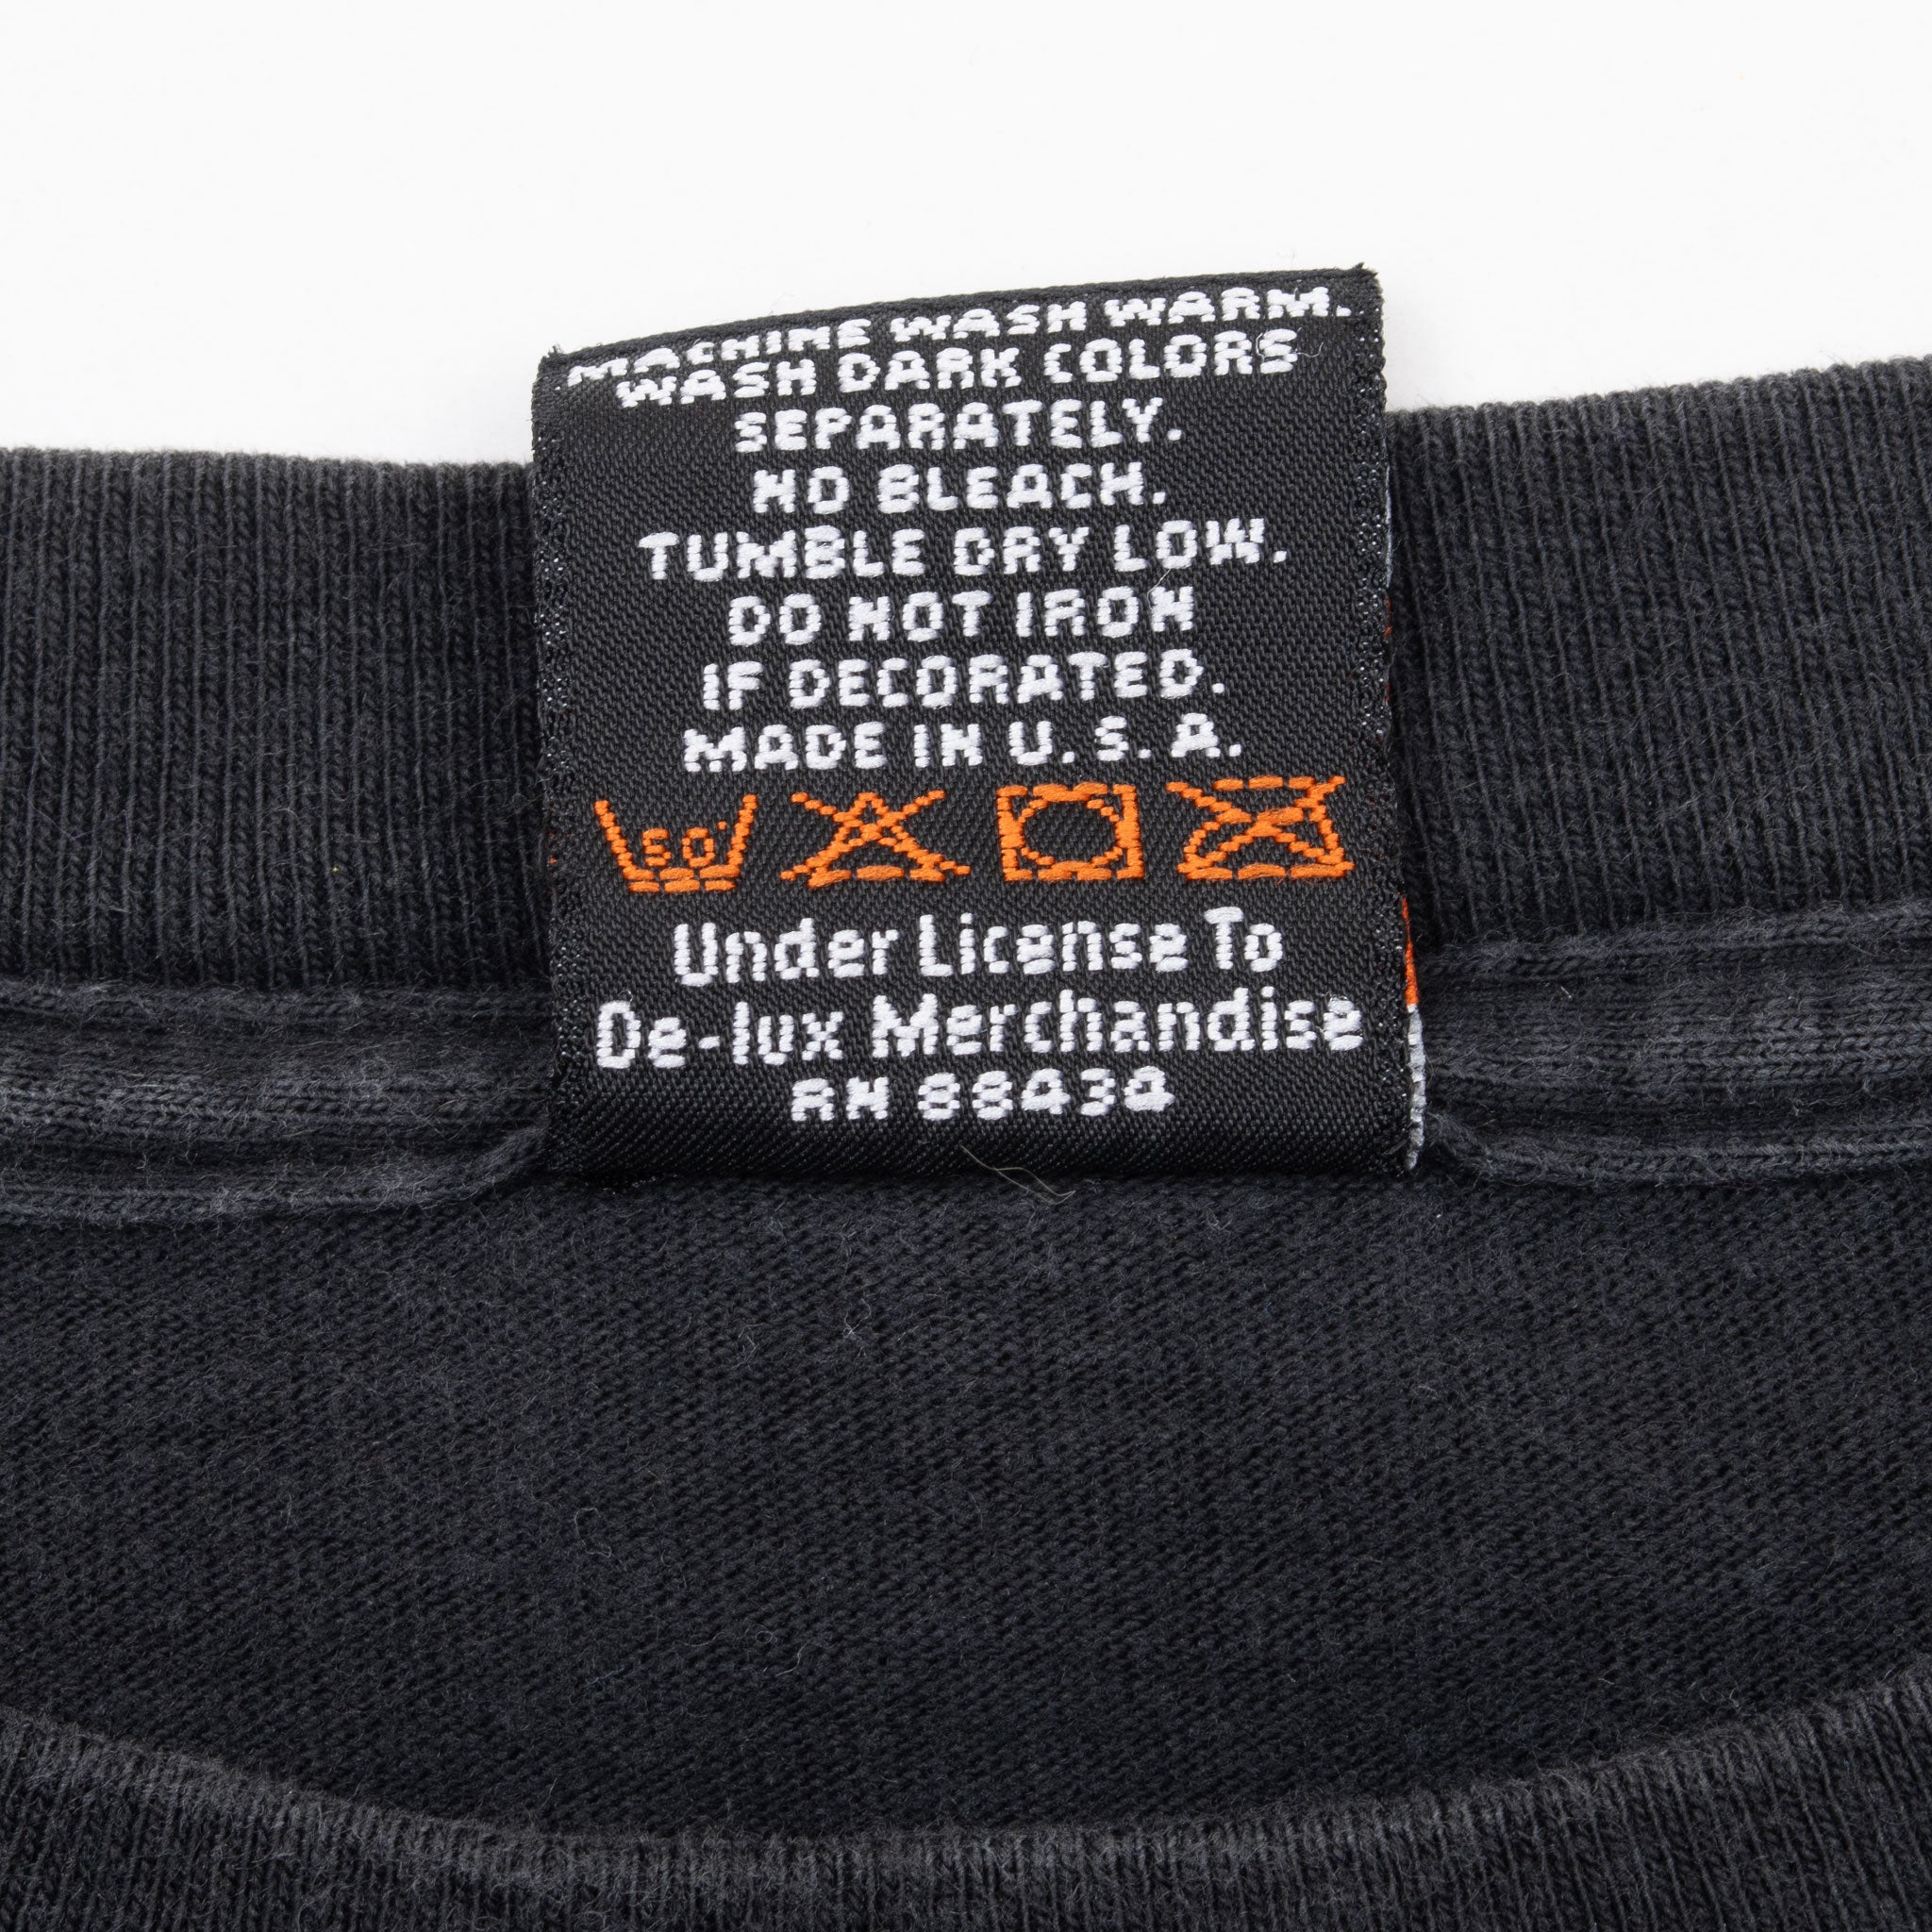 MACHINE WASH WARM.
WASH DARK COLORS
SEPARATELY.
NO BLEACH.
TUMBLE DRY LOW.
DO NOT IRON
IF DECORATED.
MADE IN U.S.A.
50°
Under License To
De-lux Merchandise
RN 88434